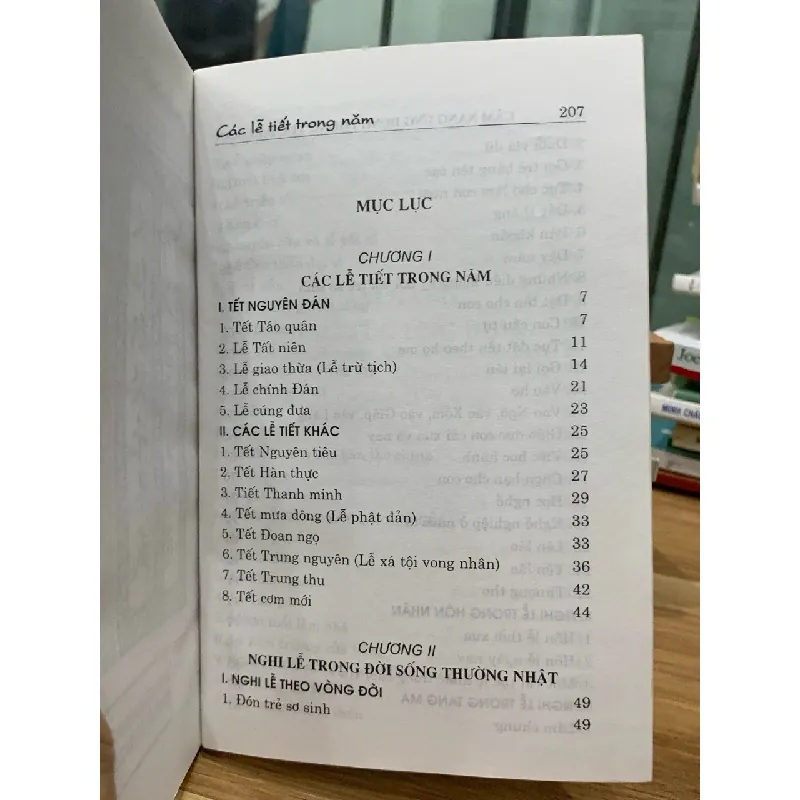 Các lễ tiết trong năm 207
MỤC LỤC
CHƯƠNG I
CÁC LỄ TIẾT TRONG NĂM
I. TẾT NGUYÊN ĐÁN 7
1. Tết Táo quân 7
2. Lễ Tất niên 11
3. Lễ giao thừa (Lễ trừ tịch) 14
4. Lễ chính Đán 21
5. Lễ cúng đưa 23
II. CÁC LỄ TIẾT KHÁC 25
1. Tết Nguyên tiêu 25
2. Tết Hàn thực 27
3. Tiết Thanh minh 29
4. Tết mưa dông (Lễ phật dản) 33
5. Tết Đoan ngọ 33
6. Tết Trung nguyên (Lễ xá tội vong nhân) 36
7. Tết Trung thu 42
8. Tết cơm mới 44
CHƯƠNG II
NGHI LỄ TRONG ĐỜI SỐNG THƯỜNG NHẬT
I. NGHI LỄ THEO VÒNG ĐỜI 49
1. Đón trẻ sơ sinh 49
Joe
MINH CHÂU